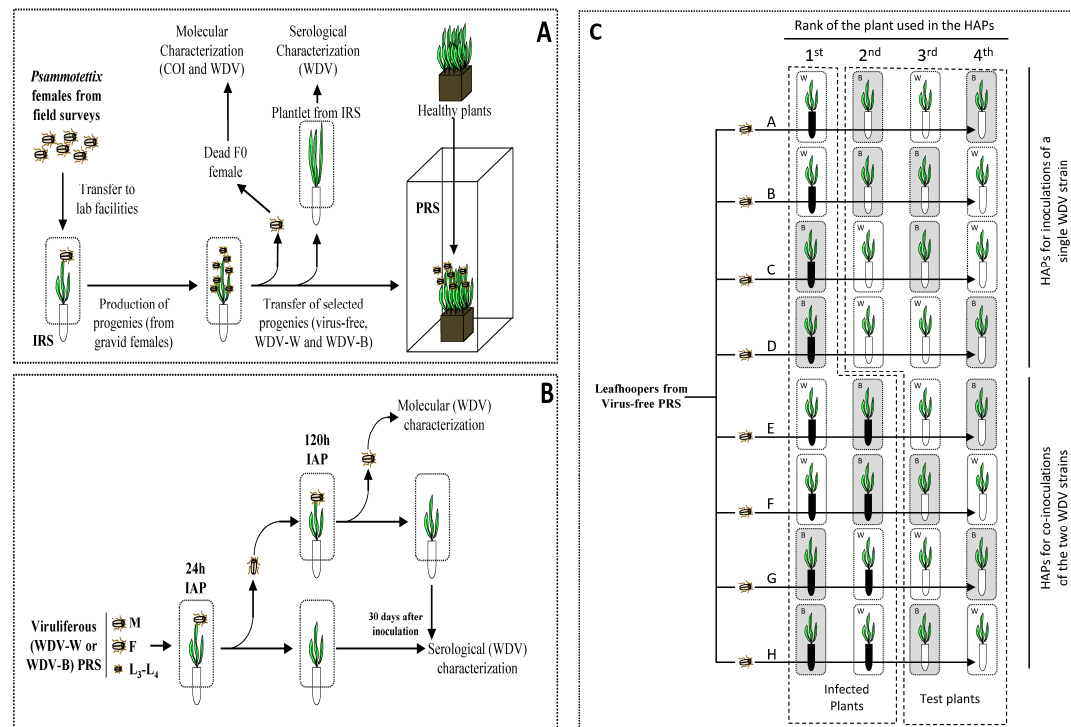 A
Molecular
Characterization
(COI and WDV)
Serological
Characterization
(WDV)
Psammotettix
females from
field surveys
Healthy plants
Plantlet from IRS
Dead F0
female
Transfer to
lab facilities
PRS
IRS
Production of
progenies (from
gravid females)
Transfer of selected
progenies (virus-free,
WDV-W and WDV-B)
B
Molecular (WDV)
characterization
120h
IAP
24h
IAP
30 days after
inoculation
Viruliferous
(WDV-W or
WDV-B) PRS
M
F
L3-L4
Serological (WDV)
characterization
C
Rank of the plant used in the HAPs
1st 2nd 3rd 4th
A W B W B
B W B B W
C B W B W
D B W W B
Leafhoopers from
Virus-free PRS
E W B W B
F W B B W
G B W W B
H B W B W
Infected
Plants
Test plants
HAPs for inoculations of a
single WDV strain
HAPs for co-inoculations
of the two WDV strains